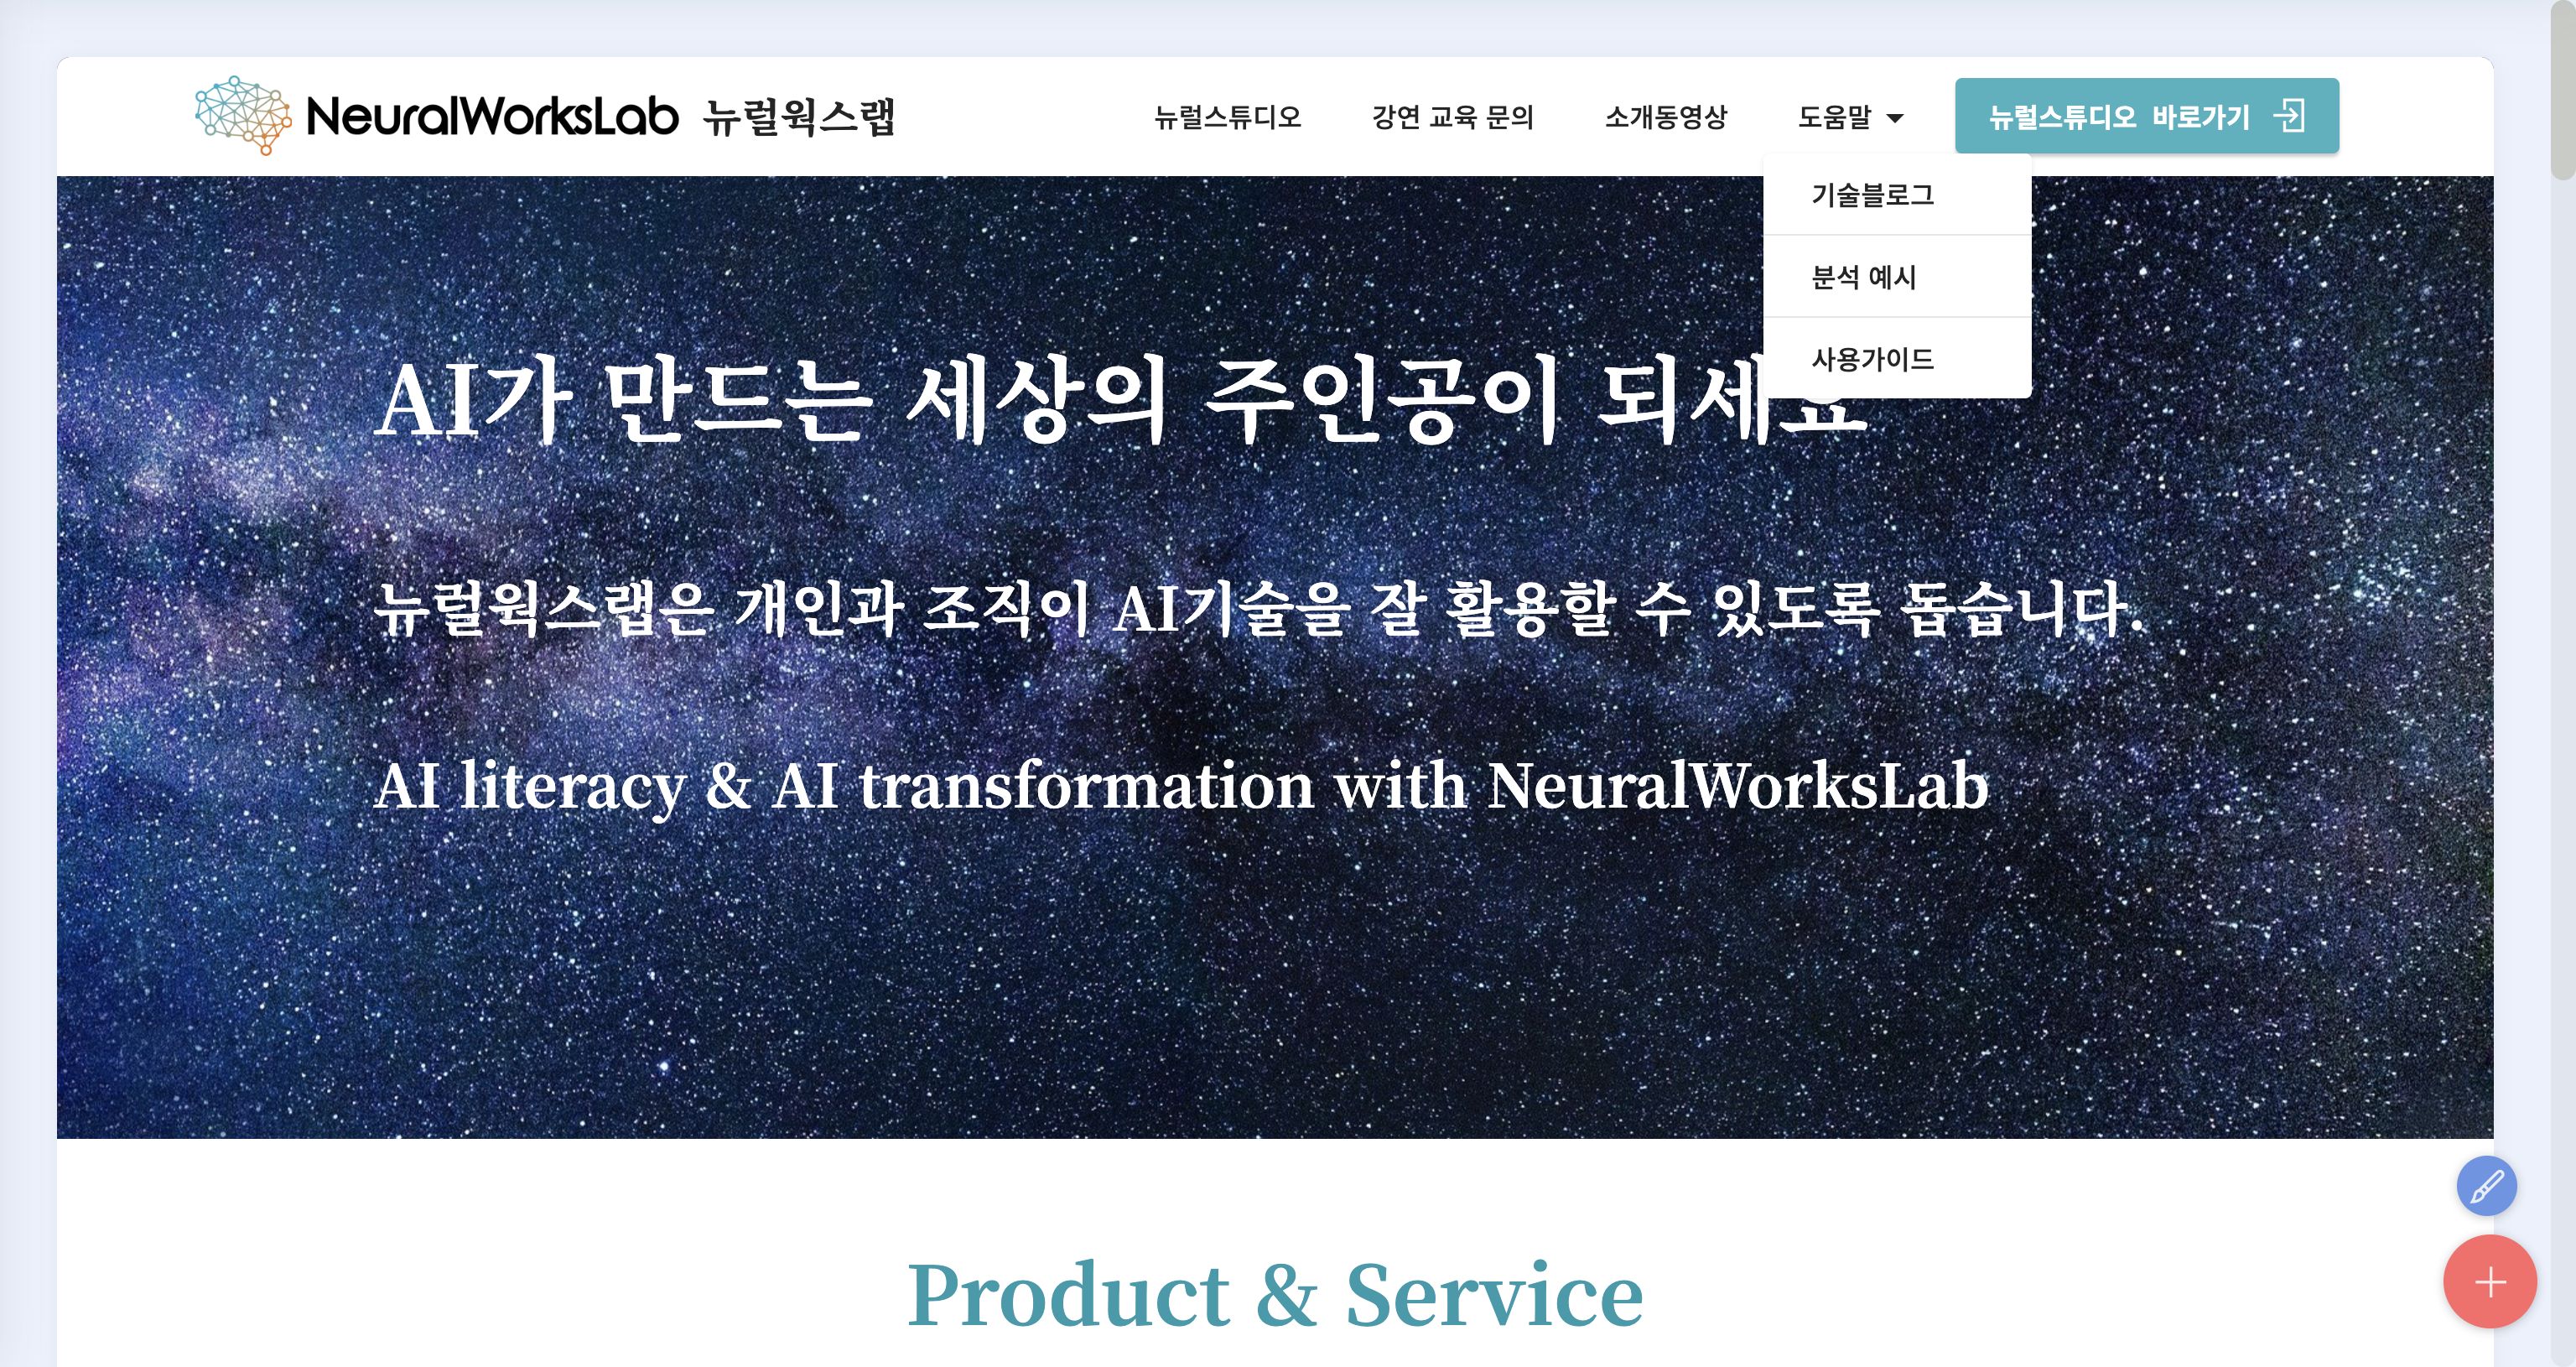 NeuralWorksLab 뉴럴웍스랩
뉴럴스튜디오 강연 교육 문의 소개동영상 도움말 뉴럴스튜디오 바로가기
기술블로그
분석 예시
사용가이드
AI가 만드는 세상의 주인공이 되세요
뉴럴웍스랩은 개인과 조직이 AI기술을 잘 활용할 수 있도록 돕습니다.
AI literacy & AI transformation with NeuralWorksLab
Product & Service